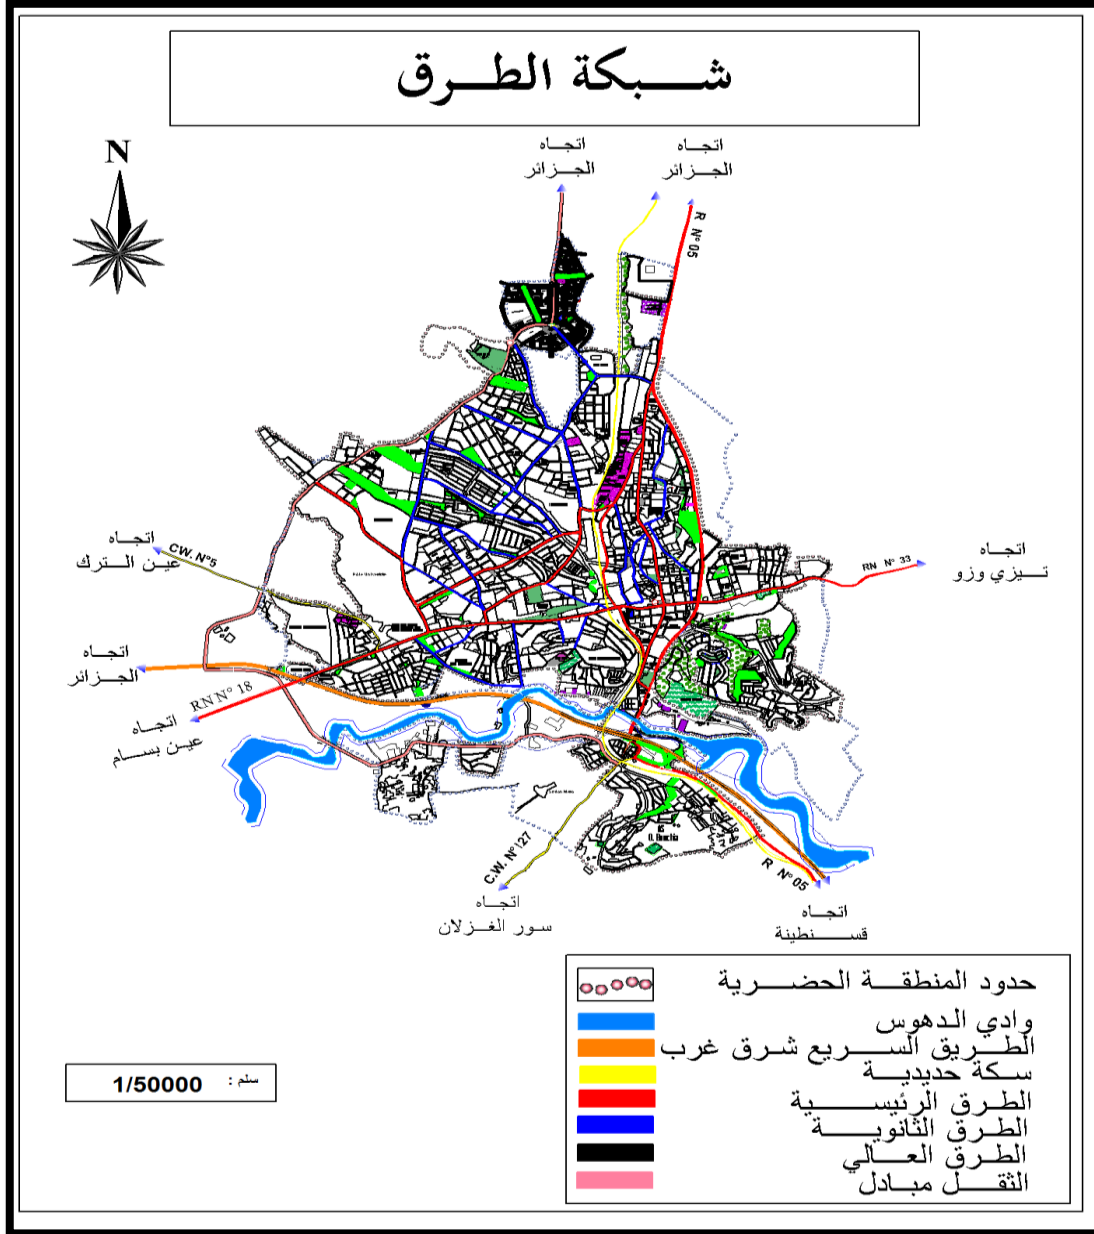 شبكة الطرق
N
اتجاه
الجزائر
اتجاه
الجزائر
R N° 05
اتجاه
عين الترك
CW. N°5
اتجاه
تيزي وزو
RN N° 33
اتجاه
الجزائر
RN N° 18
اتجاه
عين بسام
C.W. N°127
اتجاه
سور الغزلان
R N° 05
اتجاه
قسنطينة
حدود المنطقة الحضرية
وادي الدهوس
الطريق السريع شرق غرب
سكة حديدية
الطرق الرئيسية
الطرق الثانوية
الطرق العالي
الثقل مبادل
سلم : 1/50000